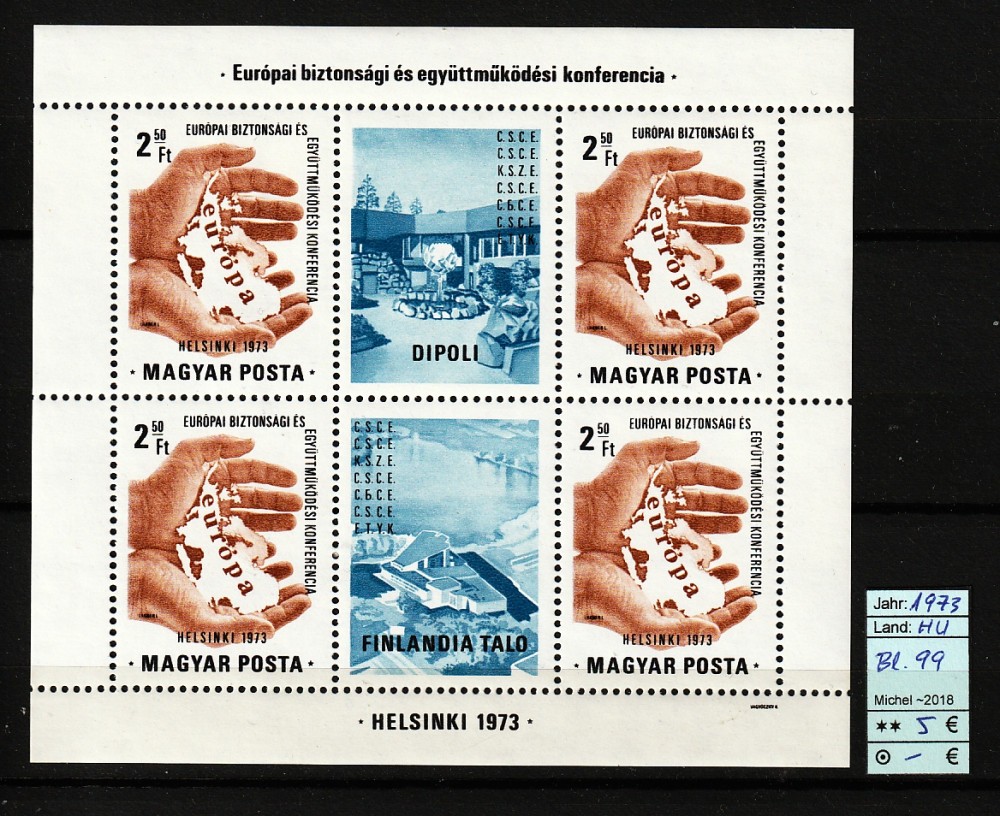 · Európai biztonsági és együttműködési konferencia ·
2 50 Ft
EURÓPAI BIZTONSÁGI ÉS
EGYÜTTMŰKÖDÉSI KONFERENCIA
európa
HELSINKI 1973
* MAGYAR POSTA *
C.S.C.E.
C.S.C.E.
K.S.Z.E.
C.S.C.E.
С.Б.С.Е.
C.S.C.E.
E.T.Y.K.
DIPOLI
2 50 Ft
EURÓPAI BIZTONSÁGI ÉS
EGYÜTTMŰKÖDÉSI KONFERENCIA
európa
HELSINKI 1973
* MAGYAR POSTA *
2 50 Ft
EURÓPAI BIZTONSÁGI ÉS
EGYÜTTMŰKÖDÉSI KONFERENCIA
európa
HELSINKI 1973
* MAGYAR POSTA *
C.S.C.E.
C.S.C.E.
K.S.Z.E.
C.S.C.E.
С.Б.С.Е.
C.S.C.E.
E.T.Y.K.
FINLANDIA TALO
2 50 Ft
EURÓPAI BIZTONSÁGI ÉS
EGYÜTTMŰKÖDÉSI KONFERENCIA
európa
HELSINKI 1973
* MAGYAR POSTA *
* HELSINKI 1973 *
Jahr: 1973
Land: HU
Bl. 99
Michel ~2018
** 5 €
⊙ – €